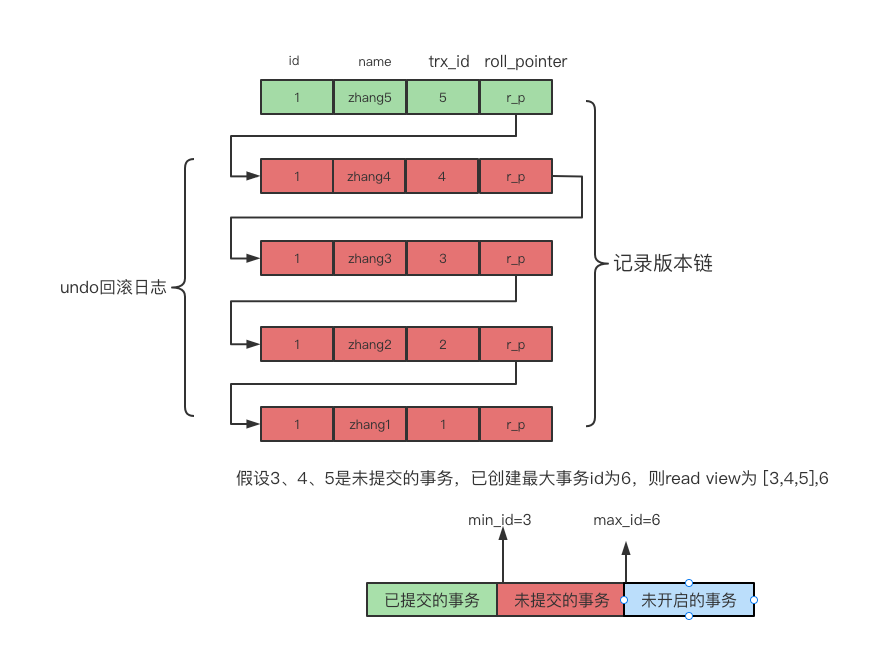 id name trx_id roll_pointer
1 zhang5 5 r_p
1 zhang4 4 r_p
1 zhang3 3 r_p
记录版本链
undo回滚日志
1 zhang2 2 r_p
1 zhang1 1 r_p
假设3、4、5是未提交的事务，已创建最大事务id为6，则read view为 [3,4,5],6
min_id=3 max_id=6
已提交的事务 未提交的事务 未开启的事务